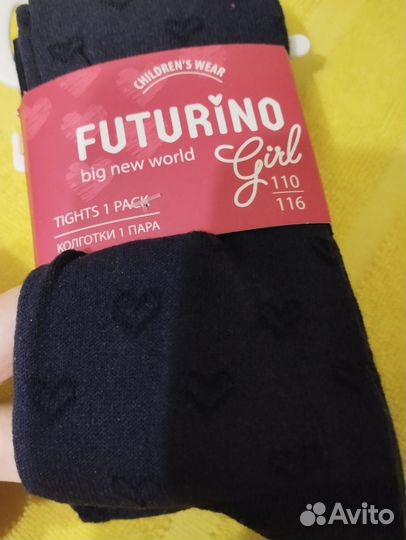 CHILDREN'S WEAR
FUTURINO
big new world
Girl
110
116
TIGHTS 1 PACK
КОЛГОТКИ 1 ПАРА
Avito